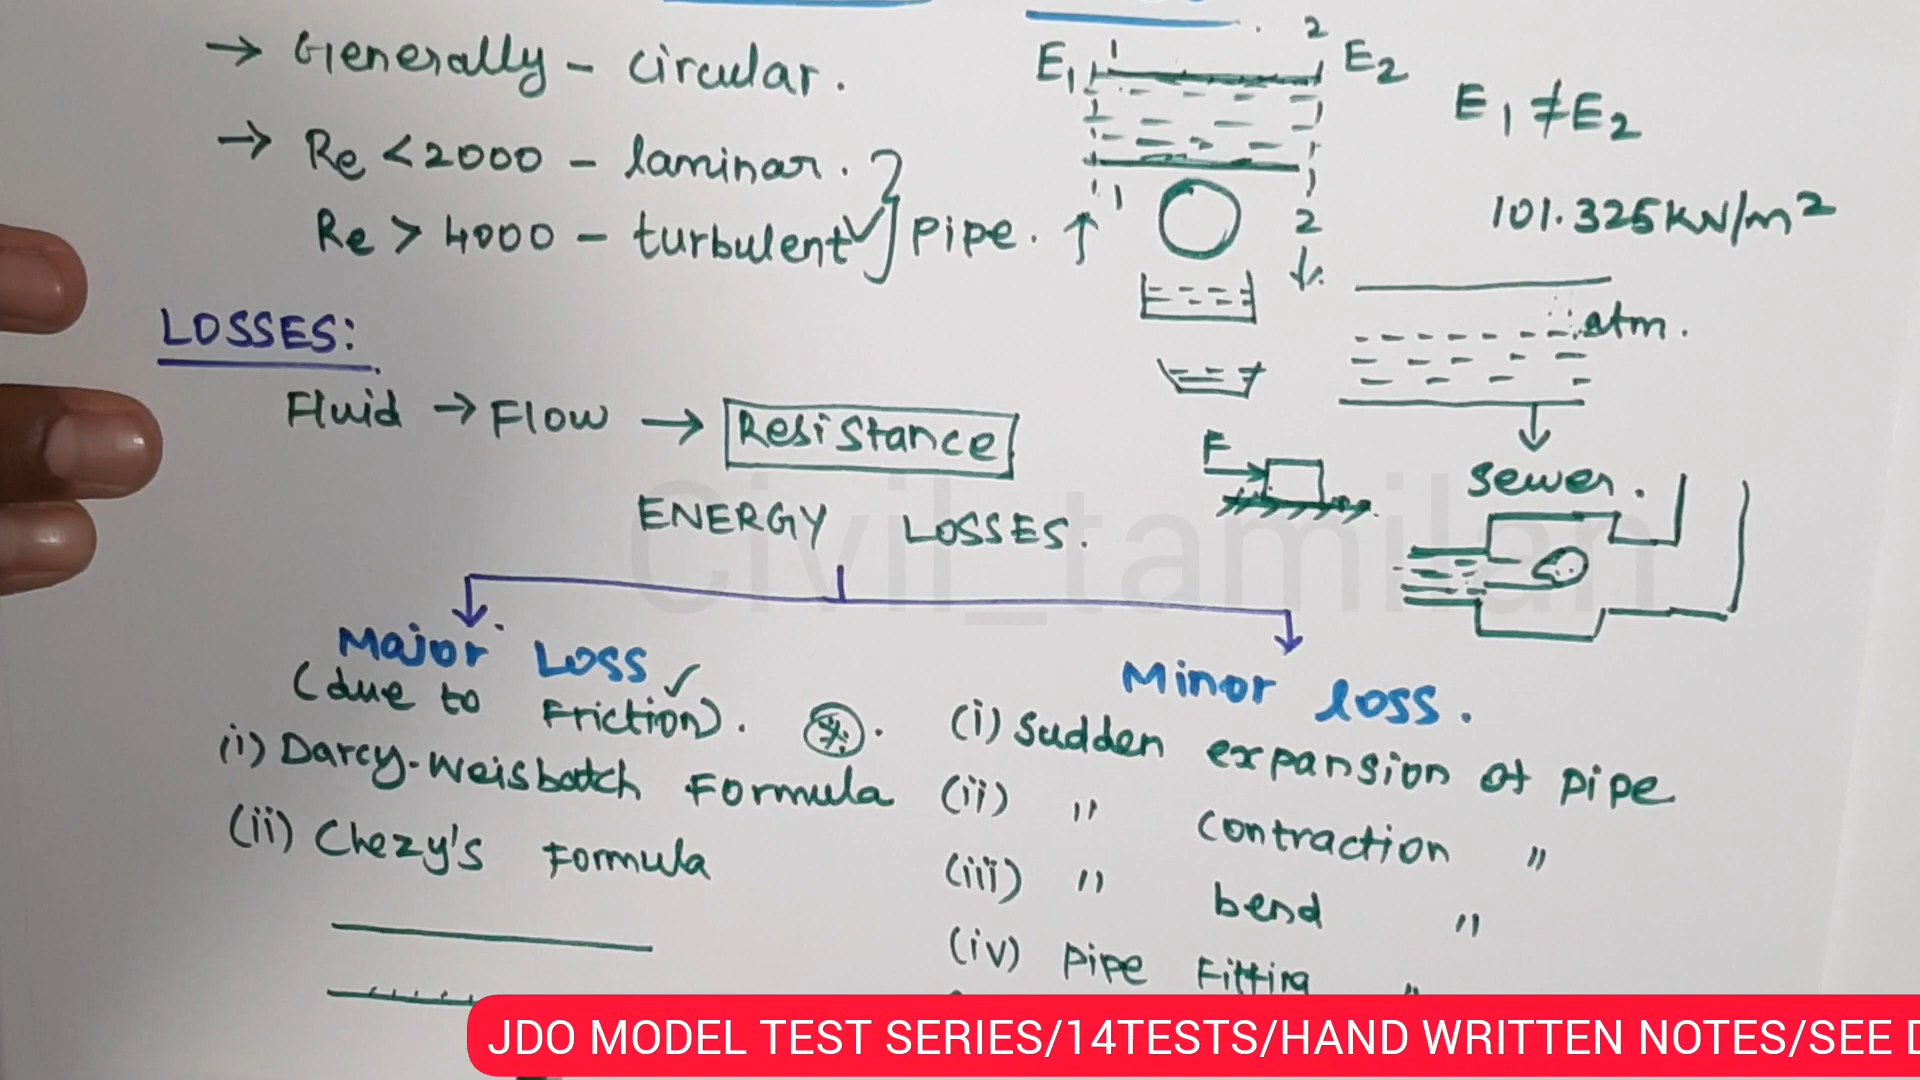 → Generally - circular.
→ Re < 2000 - laminar.
Re > 4000 - turbulent✓ } Pipe. ↑
E1 1 2 E2
E1 ≠ E2
1 2
101.325KN/m2
atm.
sewer.
F
LOSSES:
Fluid → Flow → Resistance
ENERGY LOSSES.
Civil_tamilan
Major Loss
(due to Friction).
(i) Darcy-Weisbatch Formula
(ii) Chezy's Formula
Minor loss.
(i) Sudden expansion of pipe
(ii) " contraction "
(iii) " bend "
(iv) Pipe Fitting "
JDO MODEL TEST SERIES/14TESTS/HAND WRITTEN NOTES/SEE D